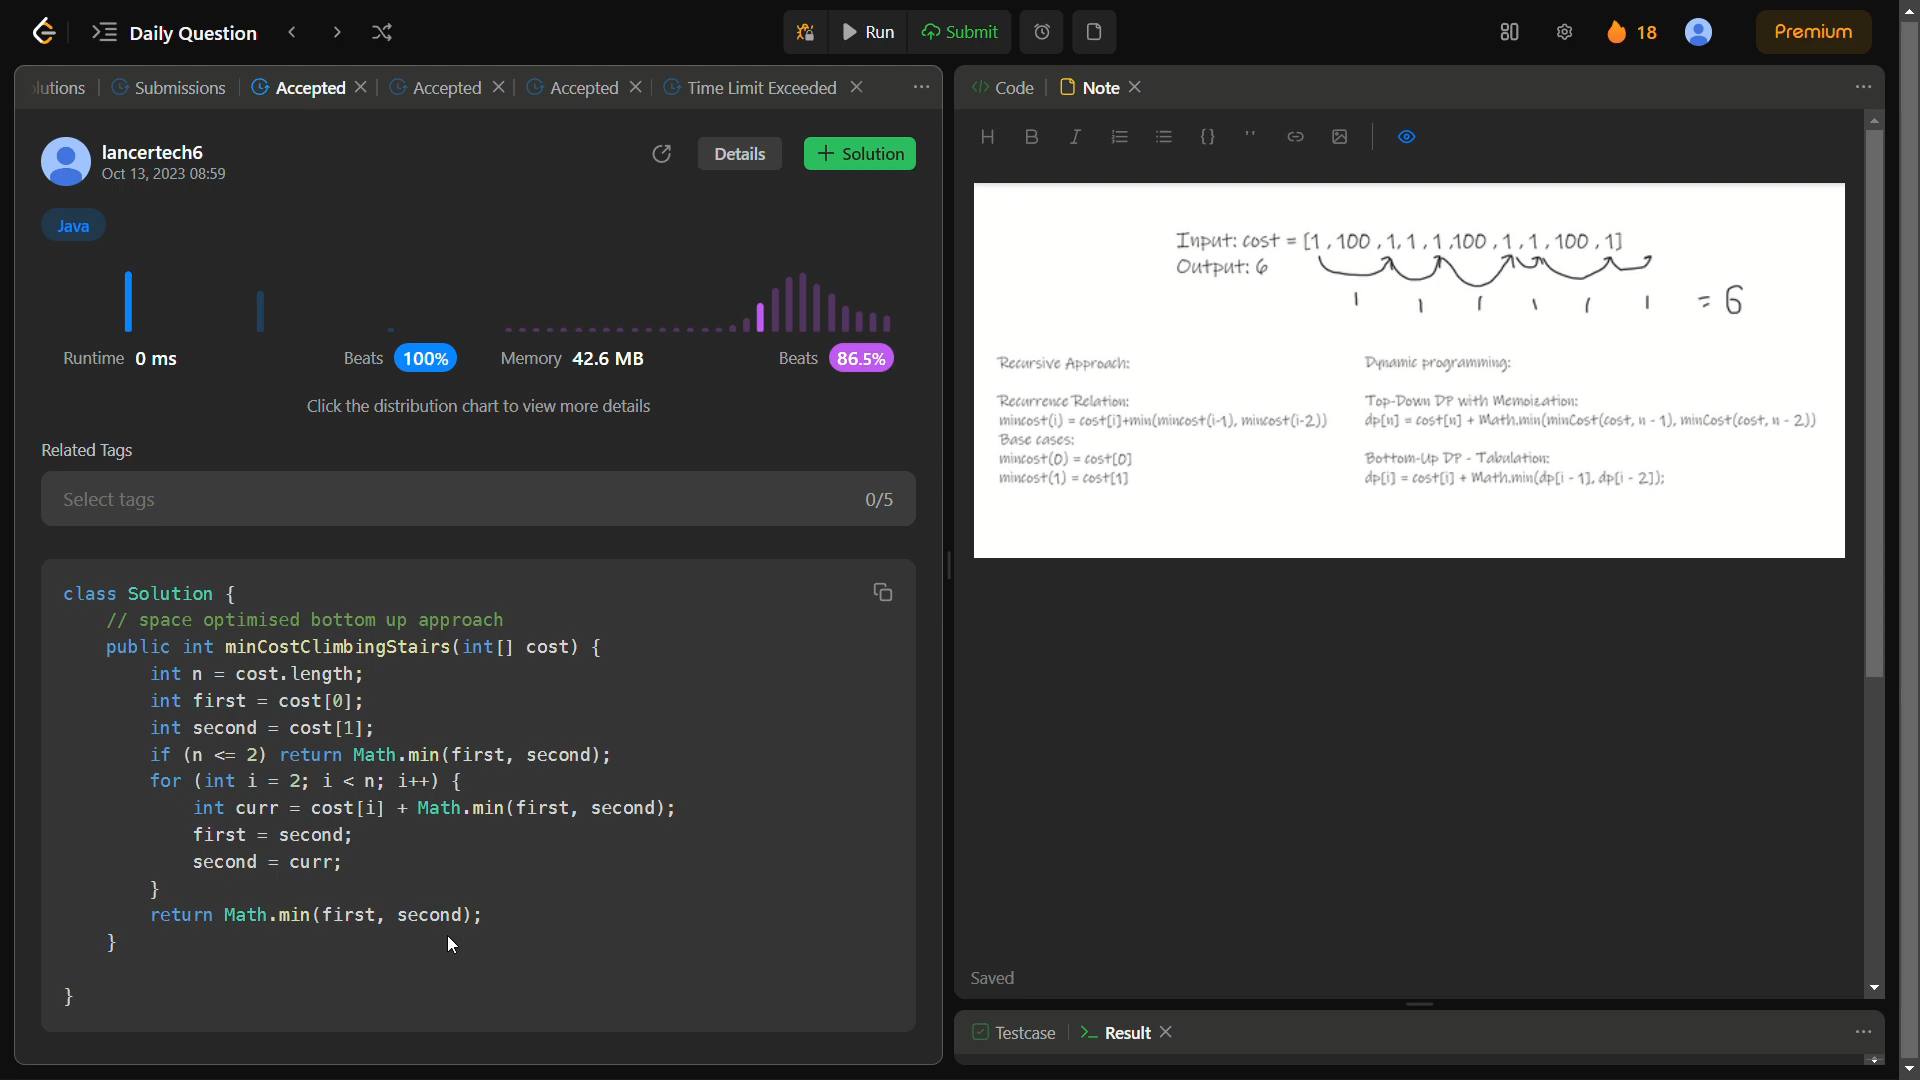 Daily Question
Run
Submit
18
Premium
lutions
Submissions
Accepted
Accepted
Accepted
Time Limit Exceeded
Code
Note
lancertech6
Oct 13, 2023 08:59
Details
Solution
Java
Runtime 0 ms
Beats 100%
Memory 42.6 MB
Beats 86.5%
Click the distribution chart to view more details
Related Tags
Select tags
0/5
class Solution {
// space optimised bottom up approach
public int minCostClimbingStairs(int[] cost) {
int n = cost.length;
int first = cost[0];
int second = cost[1];
if (n <= 2) return Math.min(first, second);
for (int i = 2; i < n; i++) {
int curr = cost[i] + Math.min(first, second);
first = second;
second = curr;
}
return Math.min(first, second);
}
}
H B I {} "
Input: cost = [1,100,1,1,1,100,1,1,100,1]
Output: 6
1 1 1 1 1 1 = 6
Recursive Approach:
Recurrence Relation:
mincost(i) = cost[i]+min(mincost(i-1), mincost(i-2))
Base cases:
mincost(0) = cost[0]
mincost(1) = cost[1]
Dynamic programming:
Top-Down DP with Memoization:
dp[n] = cost[n] + Math.min(minCost(cost, n - 1), minCost(cost, n - 2))
Bottom-Up DP - Tabulation:
dp[i] = cost[i] + Math.min(dp[i - 1], dp[i - 2]);
Saved
Testcase
Result